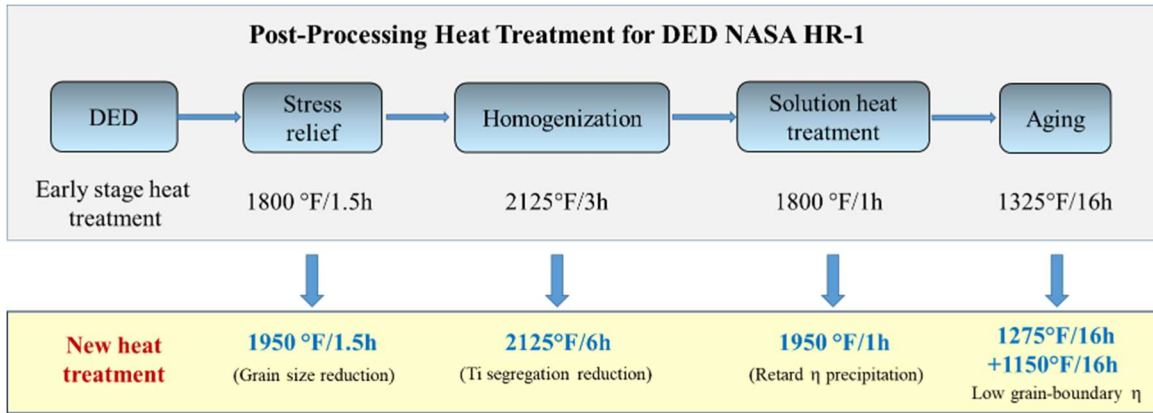 Post-Processing Heat Treatment for DED NASA HR-1
DED
Stress
relief
Homogenization
Solution heat
treatment
Aging
Early stage heat
treatment
1800 °F/1.5h
2125°F/3h
1800 °F/1h
1325°F/16h
New heat
treatment
1950 °F/1.5h
(Grain size reduction)
2125°F/6h
(Ti segregation reduction)
1950 °F/1h
(Retard η precipitation)
1275°F/16h
+1150°F/16h
Low grain-boundary η